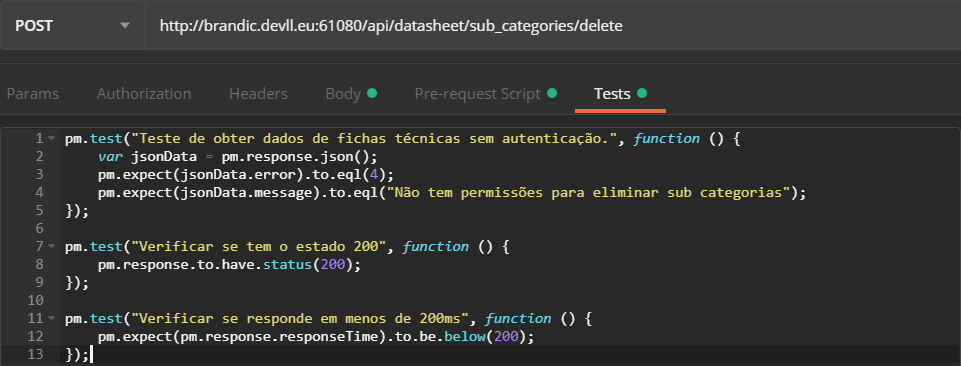 POST http://brandic.devll.eu:61080/api/datasheet/sub_categories/delete
Params Authorization Headers Body Pre-request Script Tests
1 pm.test("Teste de obter dados de fichas técnicas sem autenticação.", function () {
2 var jsonData = pm.response.json();
3 pm.expect(jsonData.error).to.eql(4);
4 pm.expect(jsonData.message).to.eql("Não tem permissões para eliminar sub categorias");
5 });
6
7 pm.test("Verificar se tem o estado 200", function () {
8 pm.response.to.have.status(200);
9 });
10
11 pm.test("Verificar se responde em menos de 200ms", function () {
12 pm.expect(pm.response.responseTime).to.be.below(200);
13 });